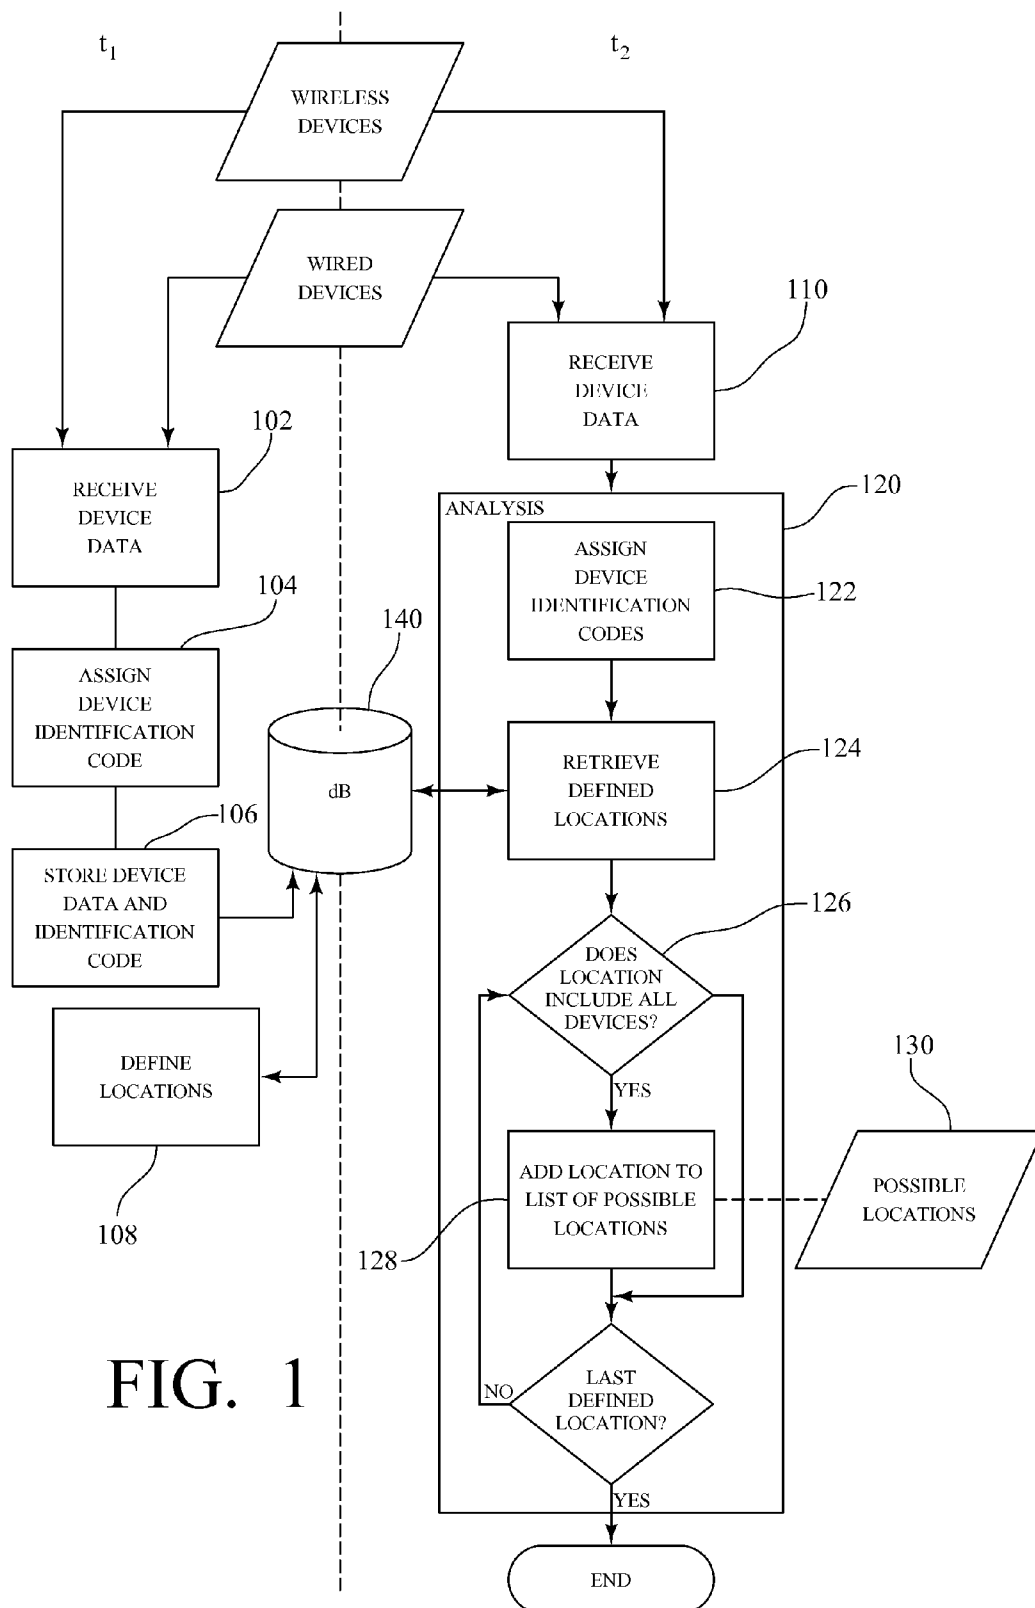 t1
t2
WIRELESS
DEVICES
WIRED
DEVICES
110
RECEIVE
DEVICE
DATA
102
RECEIVE
DEVICE
DATA
120
ANALYSIS
ASSIGN
DEVICE
IDENTIFICATION
CODES
122
104
ASSIGN
DEVICE
IDENTIFICATION
CODE
140
dB
RETRIEVE
DEFINED
LOCATIONS
124
106
STORE DEVICE
DATA AND
IDENTIFICATION
CODE
126
DOES
LOCATION
INCLUDE ALL
DEVICES?
YES
DEFINE
LOCATIONS
108
130
ADD LOCATION TO
LIST OF POSSIBLE
LOCATIONS
128
POSSIBLE
LOCATIONS
LAST
DEFINED
LOCATION?
NO
YES
END
FIG. 1